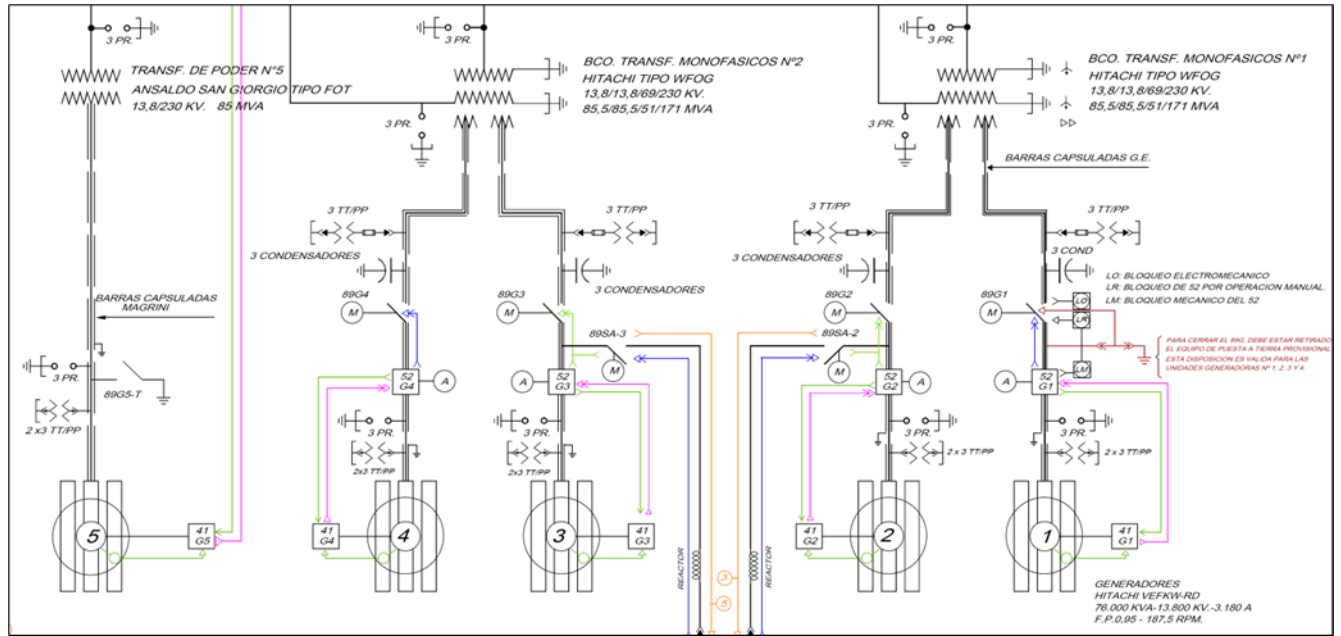 3 PR.
3 PR.
3 PR.
TRANSF. DE PODER N°5
ANSALDO SAN GIORGIO TIPO FOT
13,8/230 KV. 85 MVA
BCO. TRANSF. MONOFASICOS Nº2
HITACHI TIPO WFOG
13,8/13,8/69/230 KV.
85,5/85,5/51/171 MVA
BCO. TRANSF. MONOFASICOS Nº1
HITACHI TIPO WFOG
13,8/13,8/69/230 KV.
85,5/85,5/51/171 MVA
3 PR.
3 PR.
BARRAS CAPSULADAS G.E.
3 TT/PP
3 TT/PP
3 TT/PP
3 TT/PP
3 CONDENSADORES
3 CONDENSADORES
3 CONDENSADORES
3 COND
LO: BLOQUEO ELECTROMECANICO
LR: BLOQUEO DE 52 POR OPERACION MANUAL.
LM: BLOQUEO MECANICO DEL 52
BARRAS CAPSULADAS
MAGRINI
89G4
M
89G3
M
89G2
M
89G1
M
LO
LR
LM
89SA-3
M
89SA-2
M
PARA CERRAR EL 89G, DEBE ESTAR RETIRADO
EL EQUIPO DE PUESTA A TIERRA PROVISIONAL
ESTA DISPOSICION ES VALIDA PARA LAS
UNIDADES GENERADORAS Nº 1, 2, 3 Y 4.
3 PR.
89G5-T
2 x3 TT/PP
52
G4
A
A
52
G3
52
G2
A
A
52
G1
3 PR.
3 PR.
3 PR.
3 PR.
2x3 TT/PP
2x3 TT/PP
2 x 3 TT/PP
2 x 3 TT/PP
5
41
G5
41
G4
4
3
41
G3
REACTOR
3
5
REACTOR
41
G2
2
1
41
G1
GENERADORES
HITACHI VEFKW-RD
76.000 KVA-13.800 KV.-3.180 A
F.P.0,95 - 187,5 RPM.